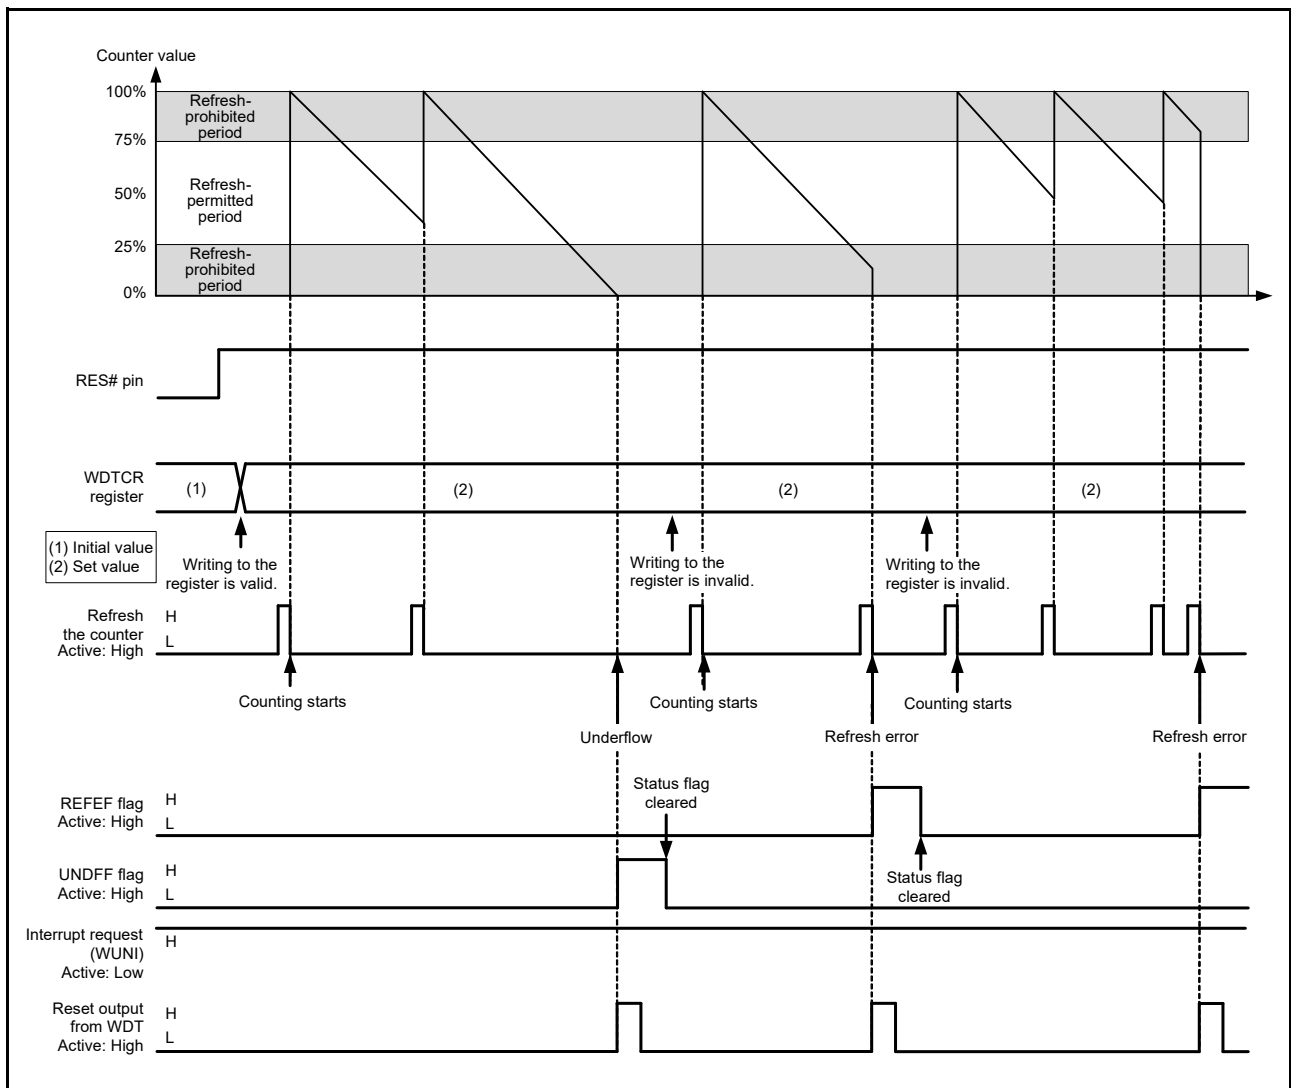 Counter value
100%
Refresh-
prohibited
period
75%
Refresh-
permitted
period
50%
25%
Refresh-
prohibited
period
0%
RES# pin
WDTCR
register
(1)
(2)
(2)
(2)
(1) Initial value
(2) Set value
Writing to the
register is valid.
Writing to the
register is invalid.
Writing to the
register is invalid.
Refresh
the counter
Active: High
H
L
Counting starts
Counting starts
Counting starts
Underflow
Refresh error
Refresh error
Status flag
cleared
REFEF flag
Active: High
H
L
UNDFF flag
Active: High
H
L
Status flag
cleared
Interrupt request
(WUNI)
Active: Low
H
Reset output
from WDT
Active: High
H
L